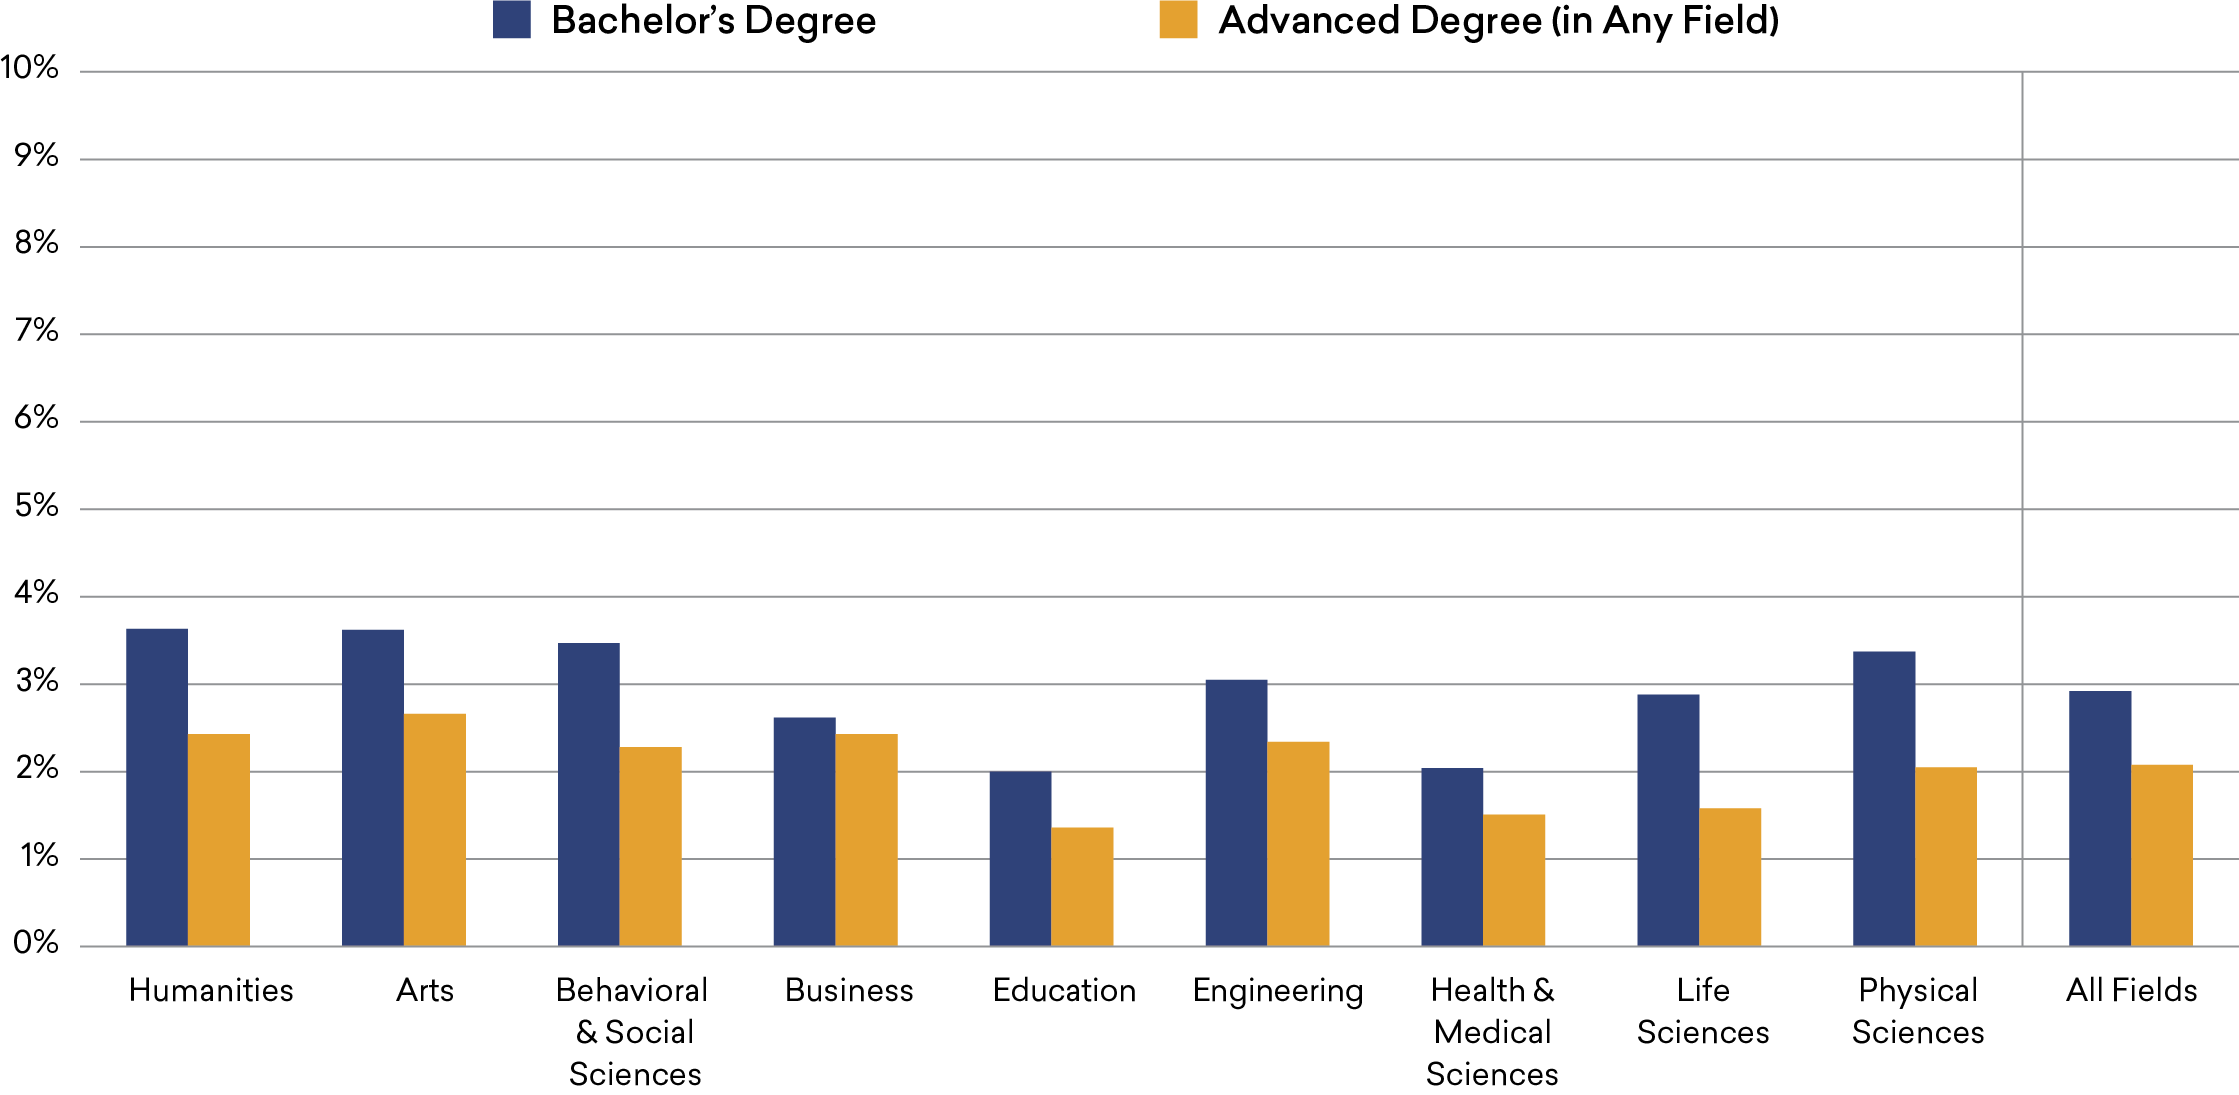 Bachelor’s Degree
Advanced Degree (in Any Field)
10%
9%
8%
7%
6%
5%
4%
3%
2%
1%
0%
Humanities
Arts
Behavioral
& Social
Sciences
Business
Education
Engineering
Health &
Medical
Sciences
Life
Sciences
Physical
Sciences
All Fields